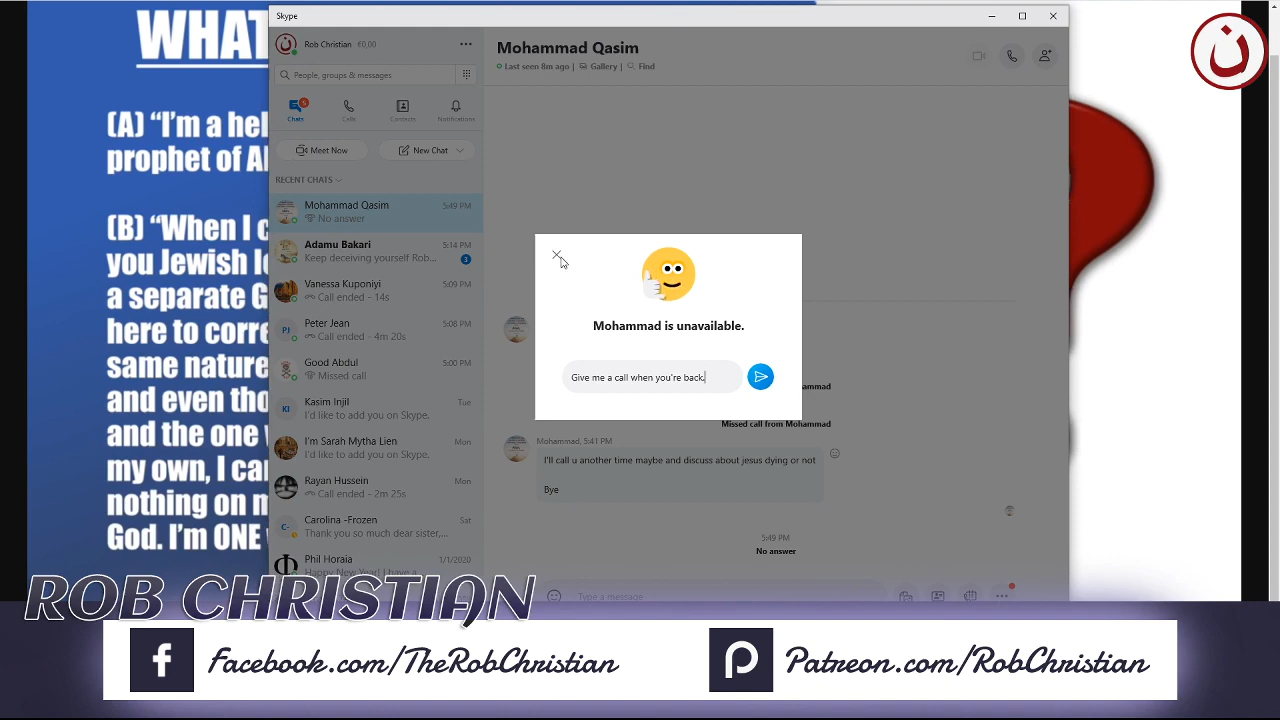 WHAT
(A) “I’m a hel
prophet of Al
(B) “When I c
you Jewish le
a separate G
here to corre
same nature
and even tho
and the one w
my own, I ca
nothing on m
God. I’m ONE w
Skype
Rob Christian €0,00
People, groups & messages
5
Chats Calls Contacts Notifications
Meet Now New Chat
RECENT CHATS
Mohammad Qasim 5:49 PM
No answer
Adamu Bakari 5:14 PM
Keep deceiving yourself Rob... 3
Vanessa Kuponiyi 5:09 PM
Call ended - 14s
PJ Peter Jean 5:08 PM
Call ended - 4m 20s
Good Abdul 5:00 PM
Missed call
KI Kasim Injil Tue
I'd like to add you on Skype.
I'm Sarah Mytha Lien Mon
I'd like to add you on Skype.
Rayan Hussein Mon
Call ended - 2m 25s
C- Carolina -Frozen Sat
Thank you so much dear sister,...
Phil Horaia 1/1/2020
Happy New Year! I have a
Mohammad Qasim
Last seen 8m ago | Gallery | Find
Mohammad is unavailable.
Give me a call when you're back.
ammad
Missed call from Mohammad
Mohammad, 5:41 PM
I'll call u another time maybe and discuss about jesus dying or not
Bye
5:49 PM
No answer
Type a message
ن
ROB CHRISTIAN
Facebook.com/TheRobChristian
Patreon.com/RobChristian